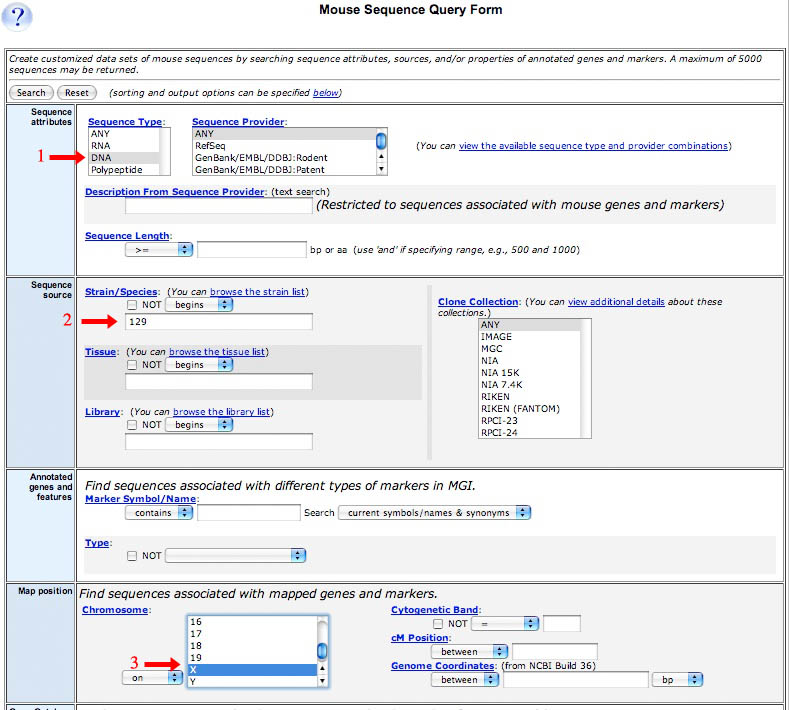 ?
Mouse Sequence Query Form
Create customized data sets of mouse sequences by searching sequence attributes, sources, and/or properties of annotated genes and markers. A maximum of 5000
sequences may be returned.
Search Reset (sorting and output options can be specified below)
Sequence
attributes
Sequence Type:
ANY
RNA
1
DNA
Polypeptide
Sequence Provider:
ANY
RefSeq
GenBank/EMBL/DDBJ:Rodent
GenBank/EMBL/DDBJ:Patent
(You can view the available sequence type and provider combinations)
Description From Sequence Provider: (text search)
(Restricted to sequences associated with mouse genes and markers)
Sequence Length:
>= bp or aa (use 'and' if specifying range, e.g., 500 and 1000)
Sequence
source
Strain/Species: (You can browse the strain list)
NOT begins
2
129
Tissue: (You can browse the tissue list)
NOT begins
Library: (You can browse the library list)
NOT begins
Clone Collection: (You can view additional details about these
collections.)
ANY
IMAGE
MGC
NIA
NIA 15K
NIA 7.4K
RIKEN
RIKEN (FANTOM)
RPCI-23
RPCI-24
Annotated
genes and
features
Find sequences associated with different types of markers in MGI.
Marker Symbol/Name:
contains Search current symbols/names & synonyms
Type:
NOT
Map position
Find sequences associated with mapped genes and markers.
Chromosome:
on
16
17
18
19
3
X
Y
Cytogenetic Band:
NOT =
cM Position:
between
Genome Coordinates: (from NCBI Build 36)
between bp